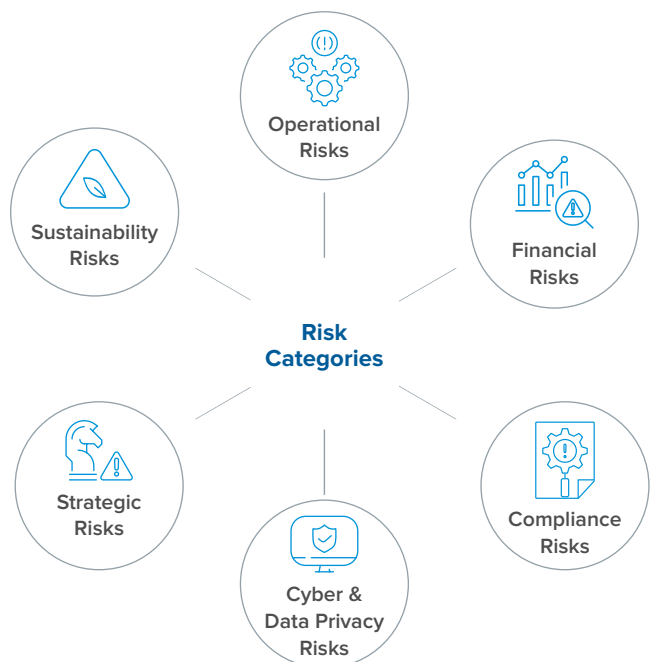 Operational
Risks
Sustainability
Risks
Financial
Risks
Risk
Categories
Strategic
Risks
Compliance
Risks
Cyber &
Data Privacy
Risks